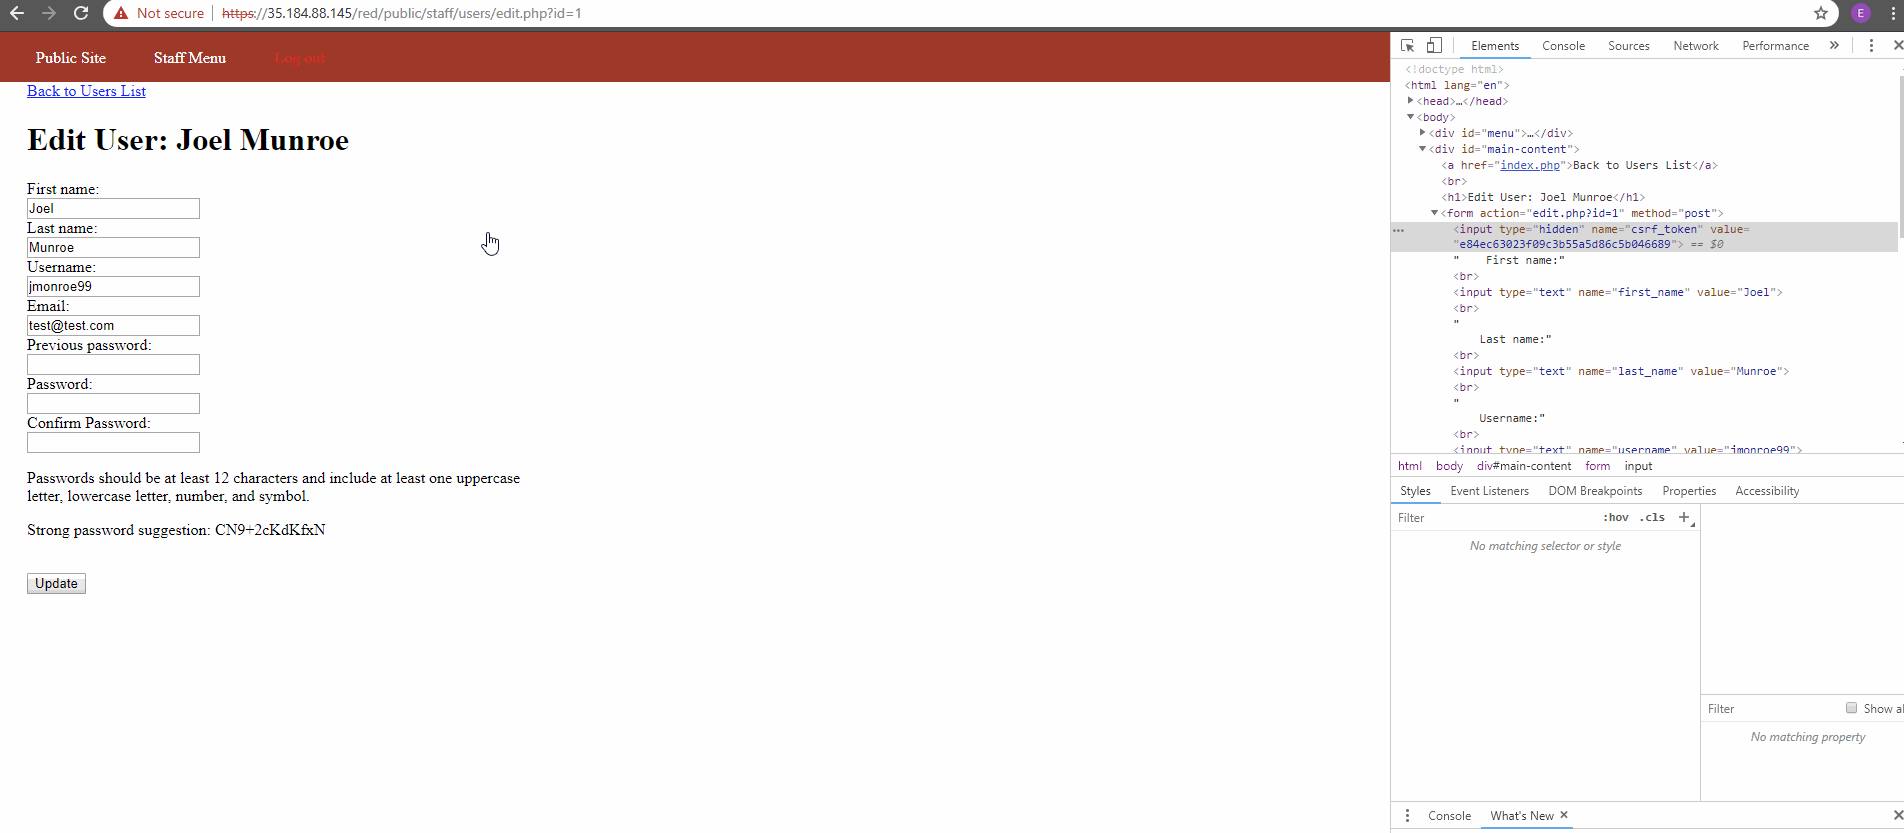 Not secure | https://35.184.88.145/red/public/staff/users/edit.php?id=1
E
Public Site Staff Menu Log out
Back to Users List
Edit User: Joel Munroe
First name:
Joel
Last name:
Munroe
Username:
jmonroe99
Email:
test@test.com
Previous password:
Password:
Confirm Password:
Passwords should be at least 12 characters and include at least one uppercase
letter, lowercase letter, number, and symbol.
Strong password suggestion: CN9+2cKdKfxN
Update
Elements Console Sources Network Performance »
<!doctype html>
<html lang="en">
<head>…</head>
<body>
<div id="menu">…</div>
<div id="main-content">
<a href="index.php">Back to Users List</a>
<br>
<h1>Edit User: Joel Munroe</h1>
<form action="edit.php?id=1" method="post">
… <input type="hidden" name="csrf_token" value=
"e84ec63023f09c3b55a5d86c5b046689"> == $0
" First name:"
<br>
<input type="text" name="first_name" value="Joel">
<br>
"
Last name:"
<br>
<input type="text" name="last_name" value="Munroe">
<br>
"
Username:"
<br>
<input type="text" name="username" value="jmonroe99">
html body div#main-content form input
Styles Event Listeners DOM Breakpoints Properties Accessibility
Filter :hov .cls +
No matching selector or style
Filter Show al
No matching property
Console What's New ×